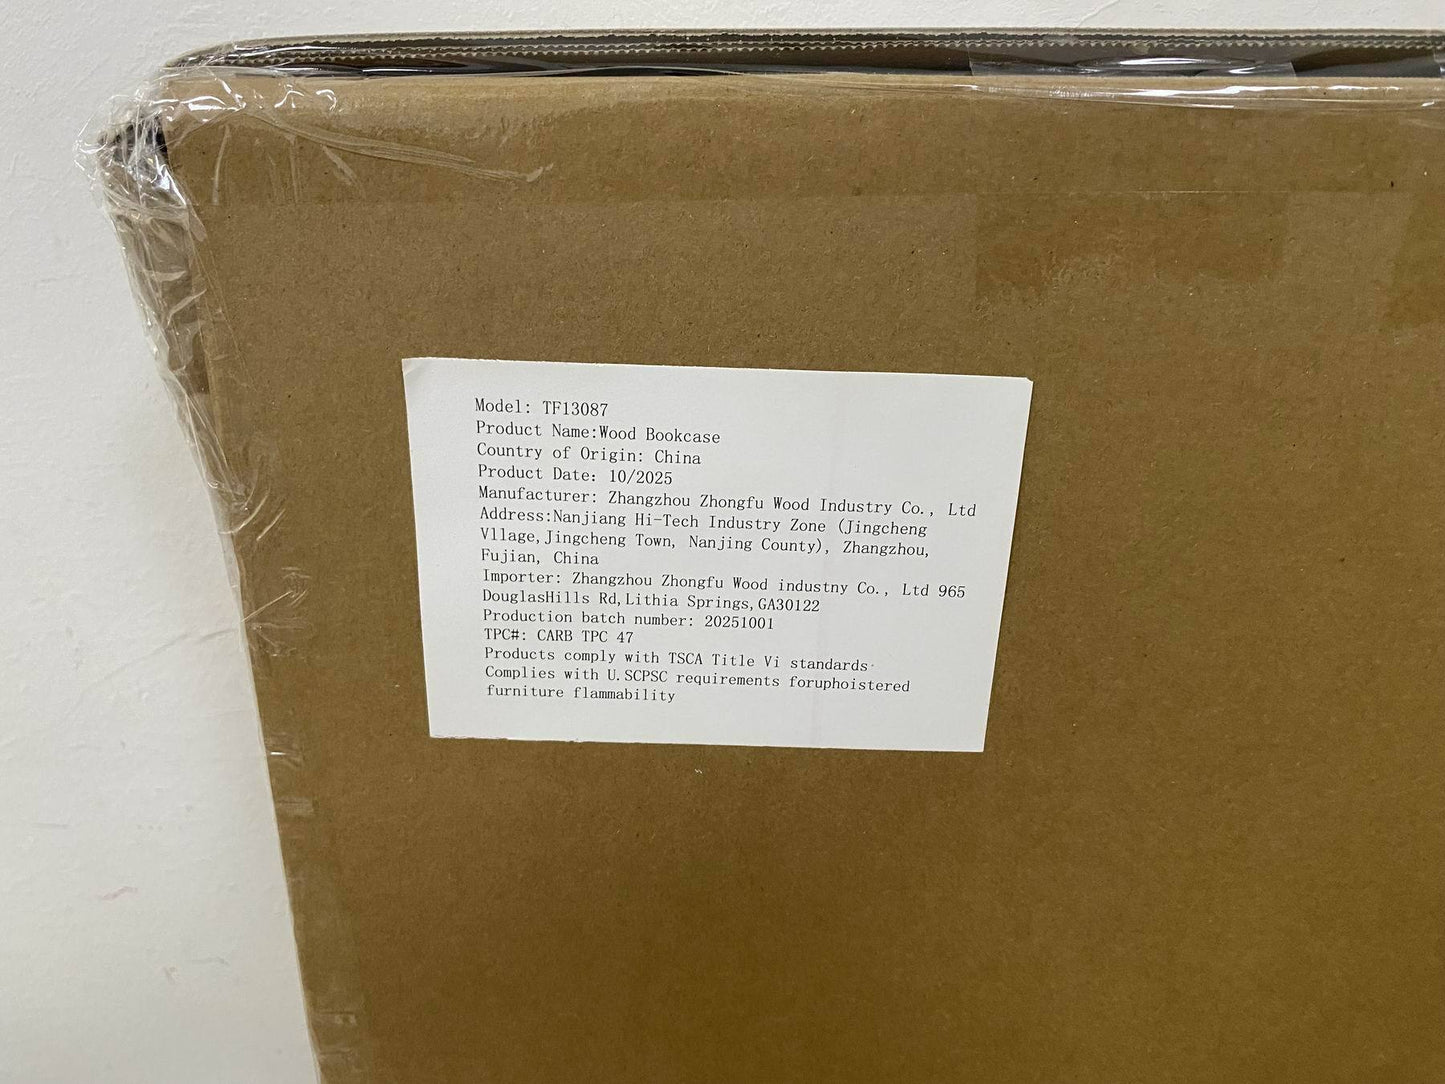 Model: TF13087
Product Name:Wood Bookcase
Country of Origin: China
Product Date: 10/2025
Manufacturer: Zhangzhou Zhongfu Wood Industry Co., Ltd
Address:Nanjiang Hi-Tech Industry Zone (Jingcheng
Vllage,Jingcheng Town, Nanjing County), Zhangzhou,
Fujian, China
Importer: Zhangzhou Zhongfu Wood industny Co., Ltd 965
DouglasHills Rd,Lithia Springs,GA30122
Production batch number: 20251001
TPC#: CARB TPC 47
Products comply with TSCA Title Vi standards
Complies with U.SCPSC requirements foruphoistered
furniture flammability